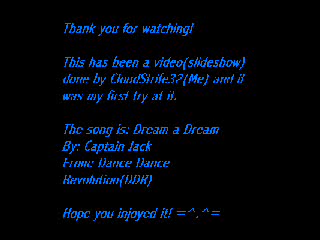 Thank you for watching!
This has been a video(slideshow)
done by CloudStrife32(Me) and it
was my first try at it.
The song is: Dream a Dream
By: Captain Jack
From: Dance Dance
Revolution(DDR)
Hope you injoyed it! =^.^=